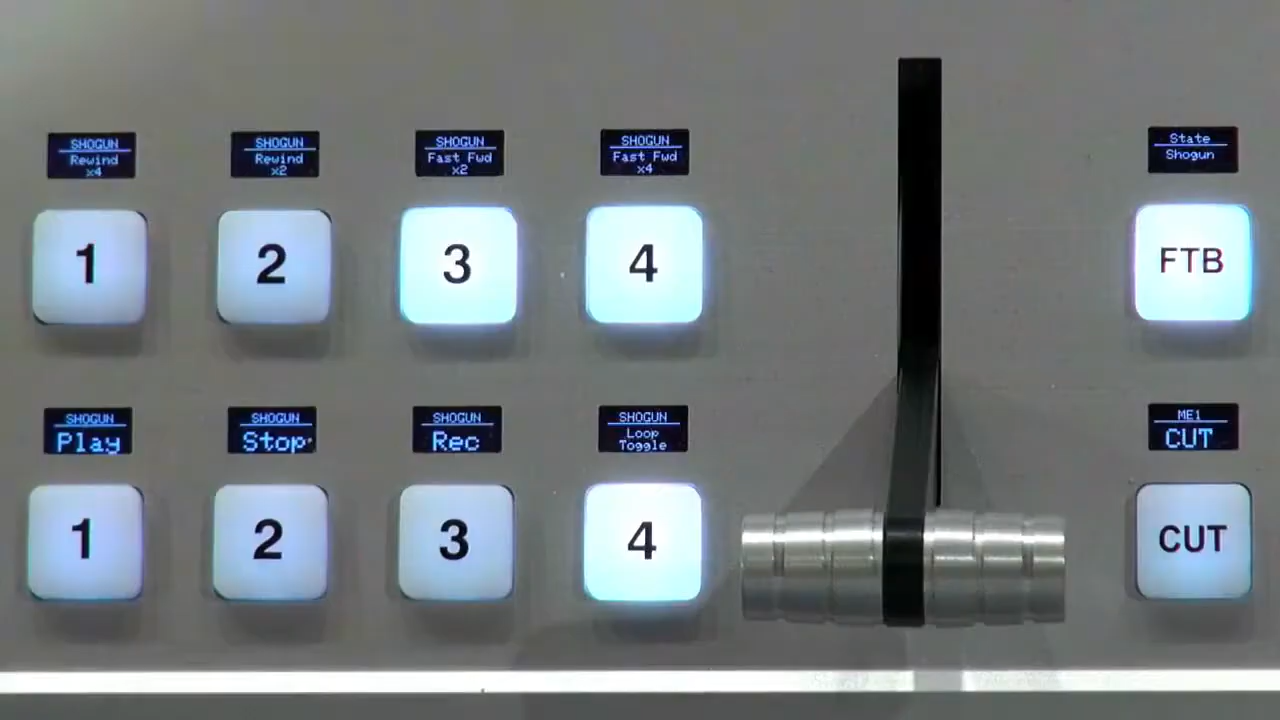 SHOGUN
Rewind
x4
SHOGUN
Rewind
x2
SHOGUN
Fast Fwd
x2
SHOGUN
Fast Fwd
x4
State
Shogun
1
2
3
4
FTB
SHOGUN
Play
SHOGUN
Stop
SHOGUN
Rec
SHOGUN
Loop
Toggle
ME1
CUT
1
2
3
4
CUT